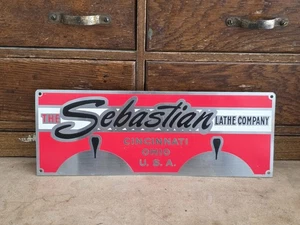 THE Sebastian LATHE COMPANY
CINCINNATI
OHIO
U. S. A.